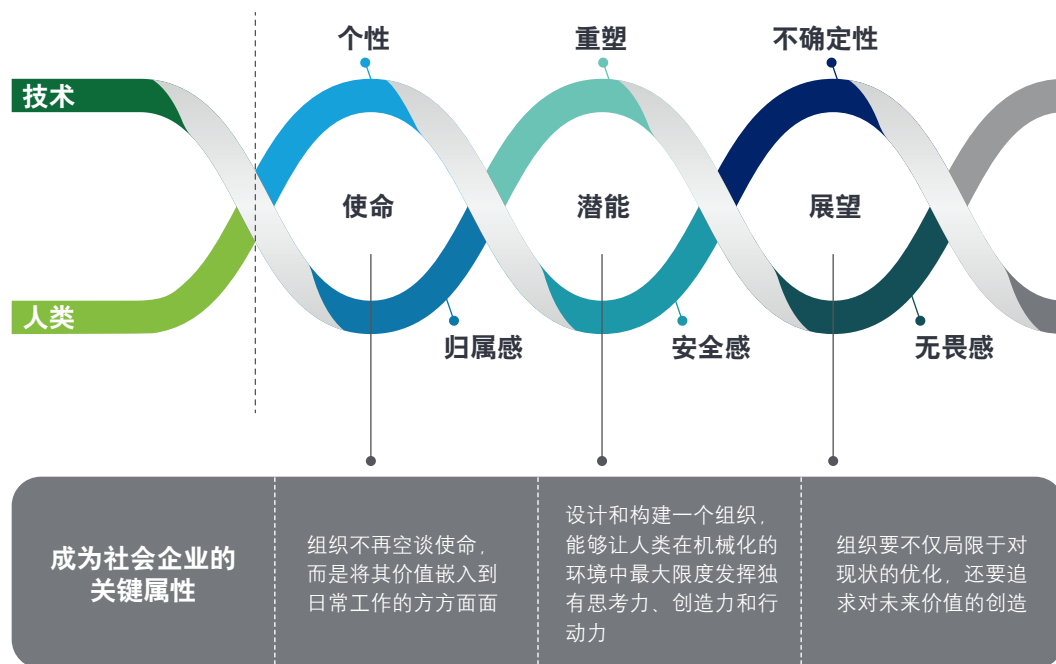 个性
重塑
不确定性
技术
使命
潜能
展望
人类
归属感
安全感
无畏感
成为社会企业的
关键属性
组织不再空谈使命，
而是将其价值嵌入到
日常工作的方方面面
设计和构建一个组织，
能够让人类在机械化的
环境中最大限度发挥独
有思考力、创造力和行
动力
组织要不仅局限于对
现状的优化，还要追
求对未来价值的创造